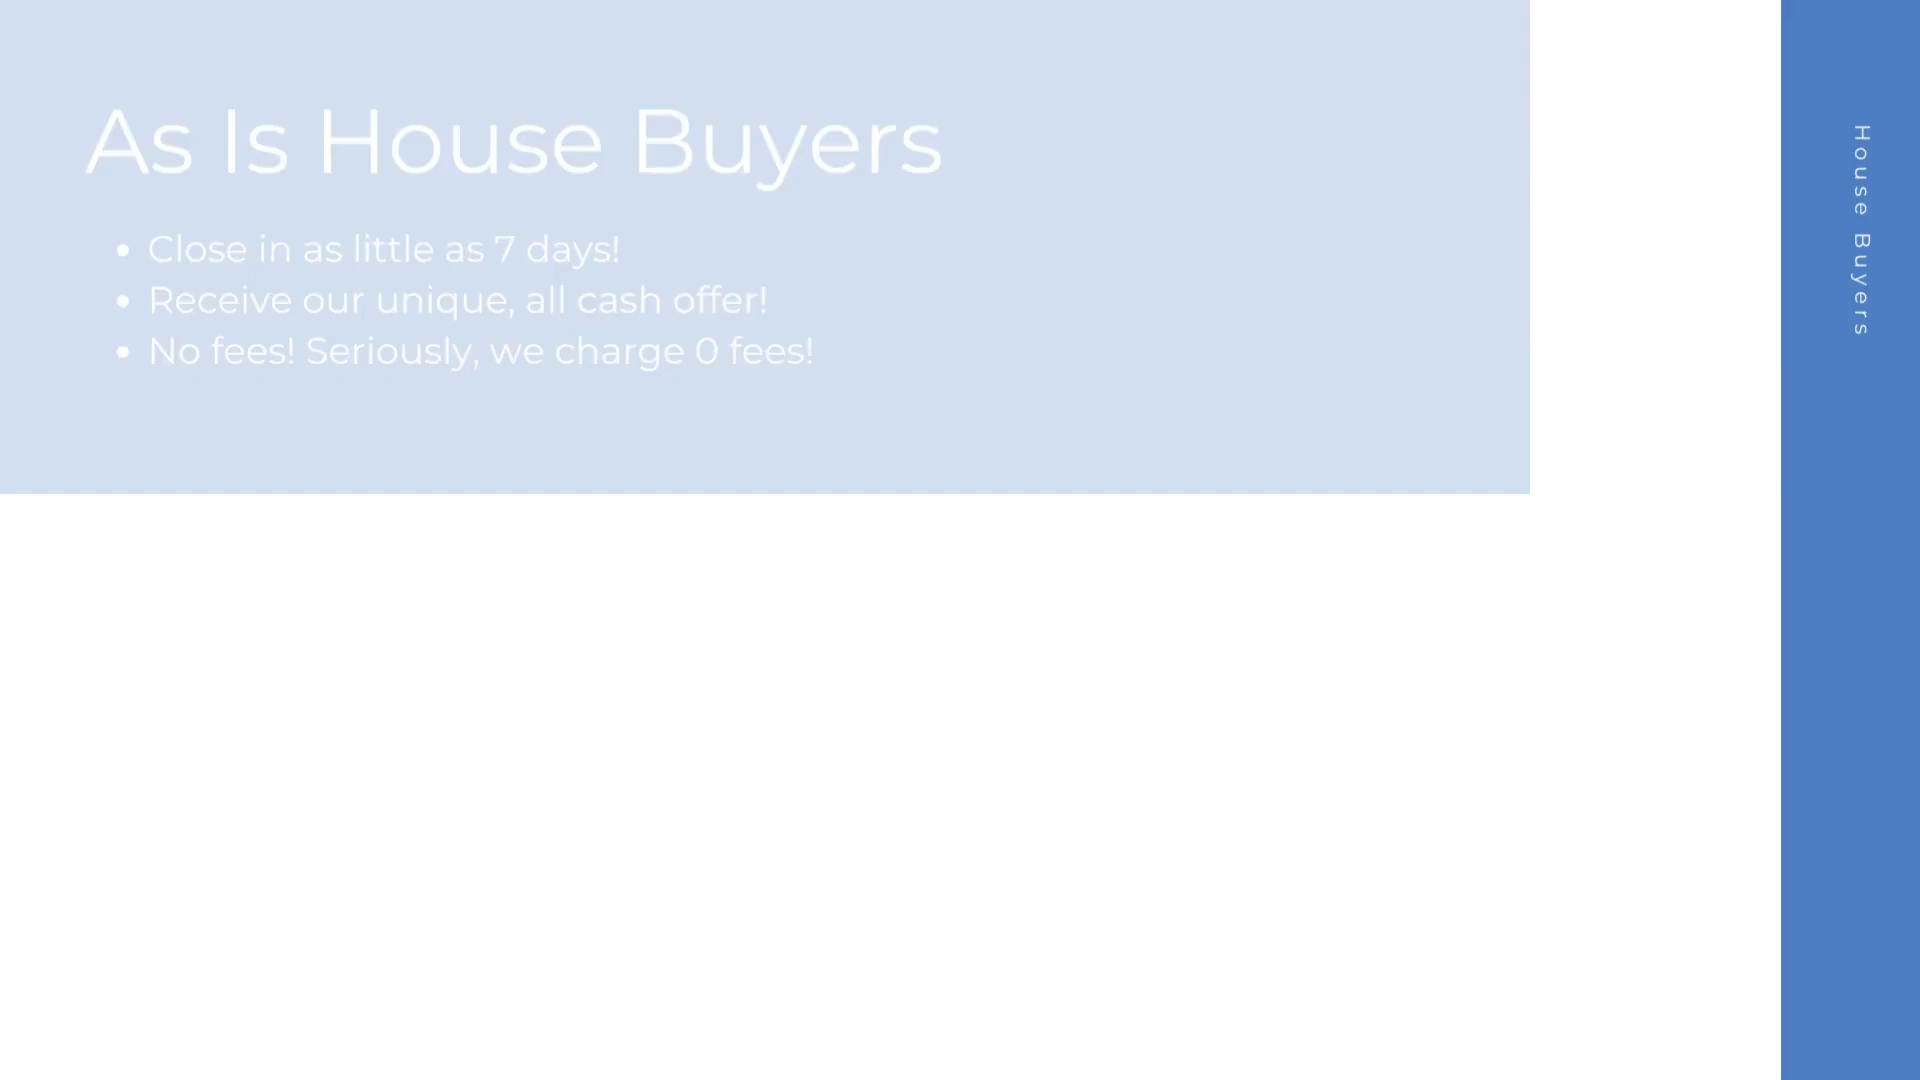 As Is House Buyers
• Close in as little as 7 days!
• Receive our unique, all cash offer!
• No fees! Seriously, we charge 0 fees!
House Buyers